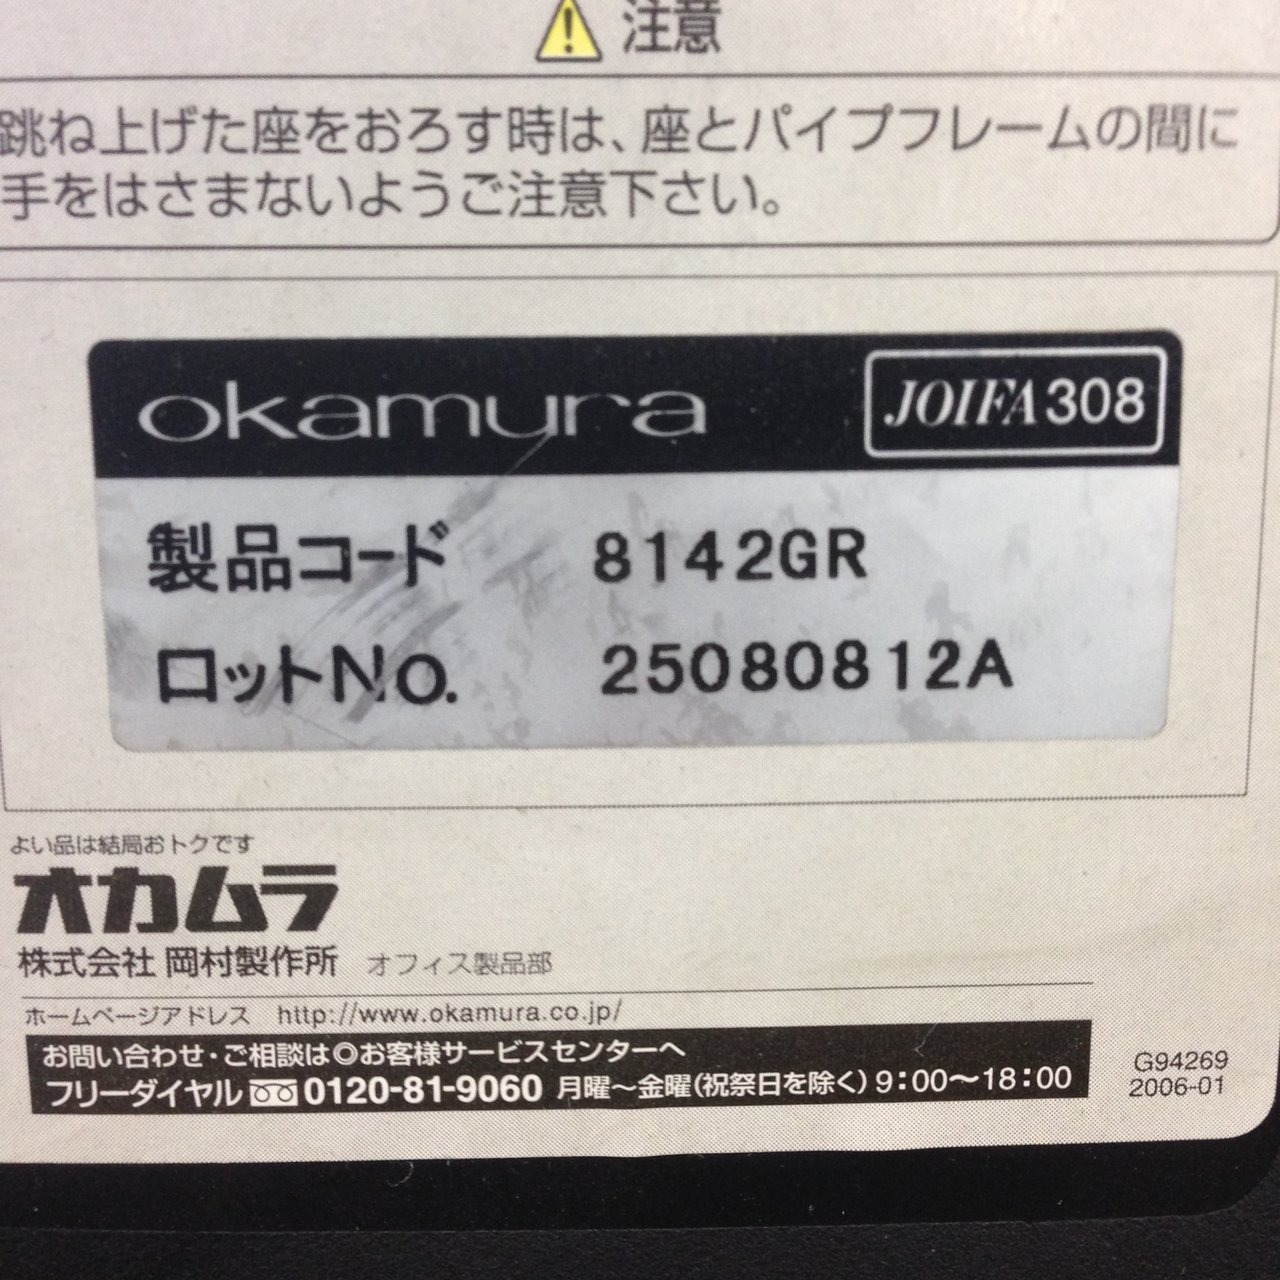 注意
跳ね上げた座をおろす時は、座とパイプフレームの間に
手をはさまないようご注意下さい。
okamura JOIFA308
製品コード 8142GR
ロットNo. 25080812A
よい品は結局おトクです
オカムラ
株式会社 岡村製作所 オフィス製品部
ホームページアドレス http://www.okamura.co.jp/
お問い合わせ・ご相談は◎お客様サービスセンターへ
フリーダイヤル 0120-81-9060 月曜〜金曜(祝祭日を除く)9:00〜18:00
G94269
2006-01